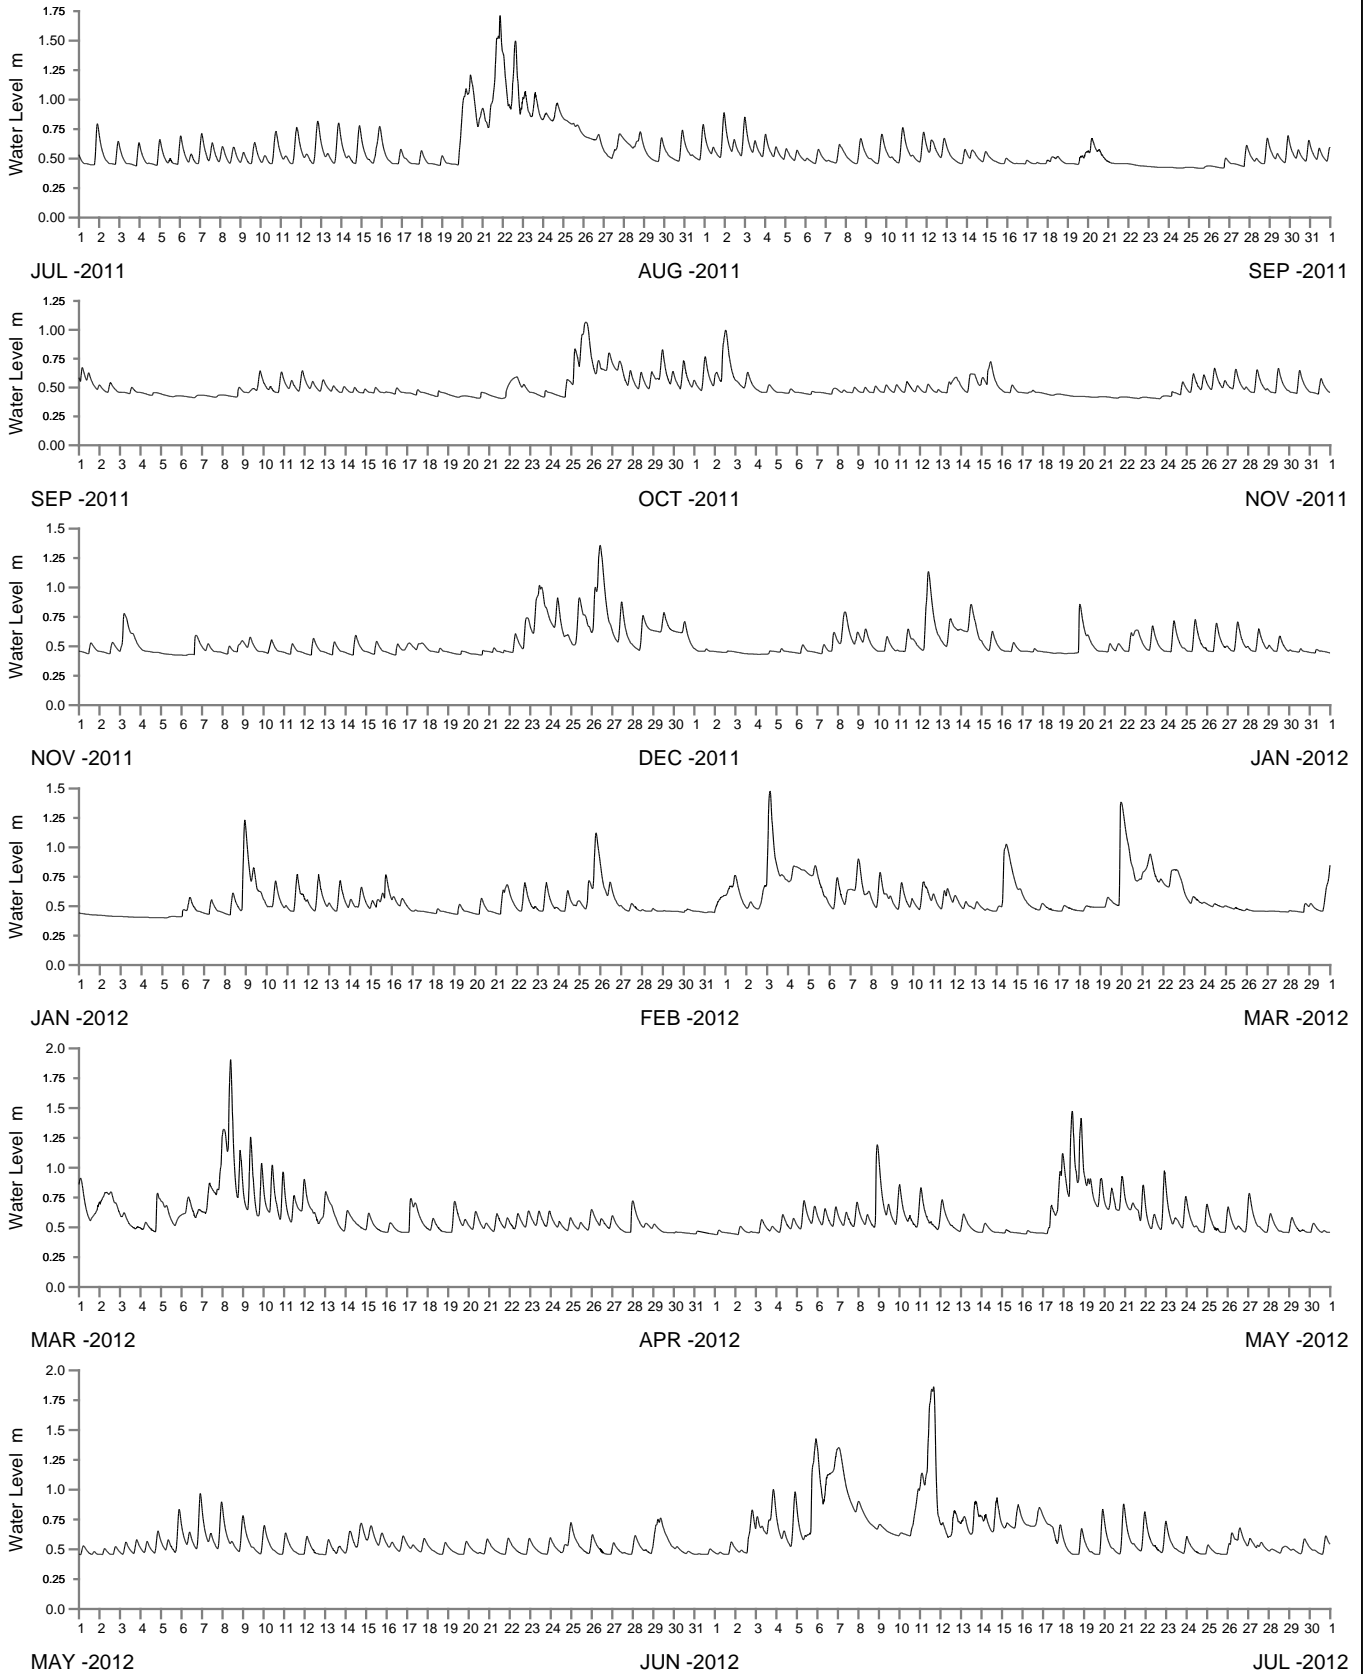 1.75
1.50
1.25
1.00
0.75
0.50
0.25
0.00
Water Level m
1 2 3 4 5 6 7 8 9 10 11 12 13 14 15 16 17 18 19 20 21 22 23 24 25 26 27 28 29 30 31 1 2 3 4 5 6 7 8 9 10 11 12 13 14 15 16 17 18 19 20 21 22 23 24 25 26 27 28 29 30 31 1
JUL -2011 AUG -2011 SEP -2011
1.25
1.00
0.75
0.50
0.25
0.00
Water Level m
1 2 3 4 5 6 7 8 9 10 11 12 13 14 15 16 17 18 19 20 21 22 23 24 25 26 27 28 29 30 1 2 3 4 5 6 7 8 9 10 11 12 13 14 15 16 17 18 19 20 21 22 23 24 25 26 27 28 29 30 31 1
SEP -2011 OCT -2011 NOV -2011
1.5
1.25
1.0
0.75
0.5
0.25
0.0
Water Level m
1 2 3 4 5 6 7 8 9 10 11 12 13 14 15 16 17 18 19 20 21 22 23 24 25 26 27 28 29 30 1 2 3 4 5 6 7 8 9 10 11 12 13 14 15 16 17 18 19 20 21 22 23 24 25 26 27 28 29 30 31 1
NOV -2011 DEC -2011 JAN -2012
1.5
1.25
1.0
0.75
0.5
0.25
0.0
Water Level m
1 2 3 4 5 6 7 8 9 10 11 12 13 14 15 16 17 18 19 20 21 22 23 24 25 26 27 28 29 30 31 1 2 3 4 5 6 7 8 9 10 11 12 13 14 15 16 17 18 19 20 21 22 23 24 25 26 27 28 29 1
JAN -2012 FEB -2012 MAR -2012
2.0
1.75
1.5
1.25
1.0
0.75
0.5
0.25
0.0
Water Level m
1 2 3 4 5 6 7 8 9 10 11 12 13 14 15 16 17 18 19 20 21 22 23 24 25 26 27 28 29 30 31 1 2 3 4 5 6 7 8 9 10 11 12 13 14 15 16 17 18 19 20 21 22 23 24 25 26 27 28 29 30 1
MAR -2012 APR -2012 MAY -2012
2.0
1.75
1.5
1.25
1.0
0.75
0.5
0.25
0.0
Water Level m
1 2 3 4 5 6 7 8 9 10 11 12 13 14 15 16 17 18 19 20 21 22 23 24 25 26 27 28 29 30 31 1 2 3 4 5 6 7 8 9 10 11 12 13 14 15 16 17 18 19 20 21 22 23 24 25 26 27 28 29 30 1
MAY -2012 JUN -2012 JUL -2012